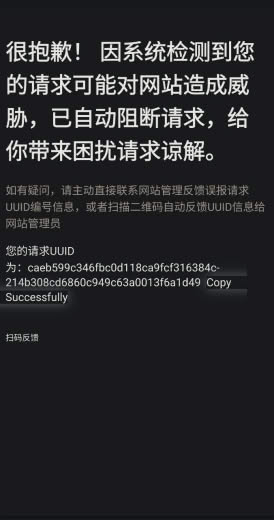 很抱歉！ 因系统检测到您
的请求可能对网站造成威
胁，已自动阻断请求，给
你带来困扰请求谅解。
如有疑问，请主动直接联系网站管理反馈误报请求
UUID编号信息，或者扫描二维码自动反馈UUID信息给
网站管理员
您的请求UUID
为：caeb599c346fbc0d118ca9fcf316384c-
214b308cd6860c949c63a0013f6a1d49 Copy
Successfully
扫码反馈